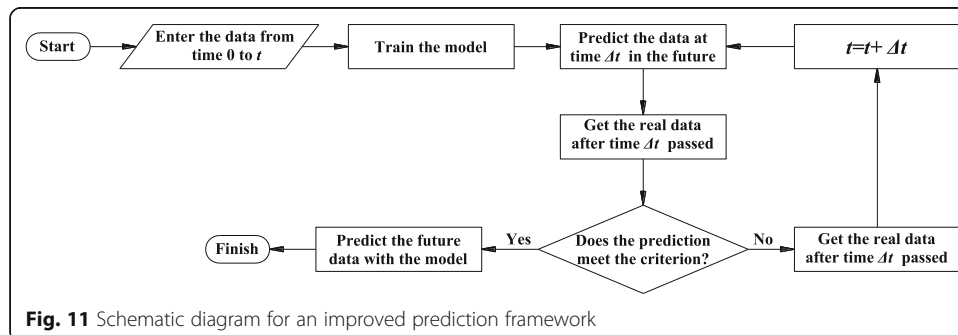 Start
Enter the data from
time 0 to t
Train the model
Predict the data at
time Δt in the future
t=t+ Δt
Get the real data
after time Δt passed
Does the prediction
meet the criterion?
Yes
No
Predict the future
data with the model
Finish
Get the real data
after time Δt passed
Fig. 11 Schematic diagram for an improved prediction framework